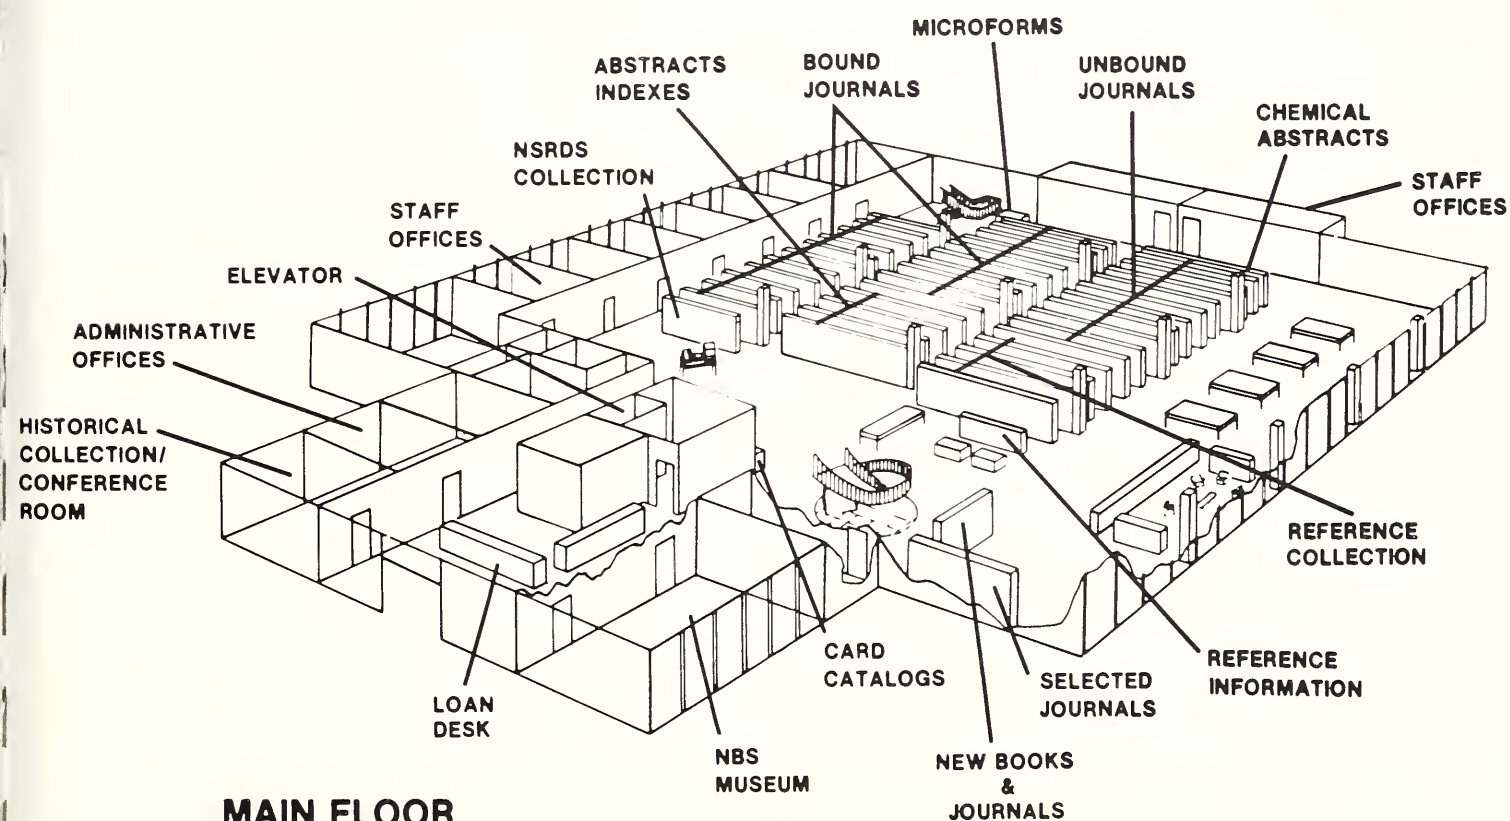 MICROFORMS
ABSTRACTS
INDEXES
BOUND
JOURNALS
UNBOUND
JOURNALS
CHEMICAL
ABSTRACTS
NSRDS
COLLECTION
STAFF
OFFICES
STAFF
OFFICES
ELEVATOR
ADMINISTRATIVE
OFFICES
HISTORICAL
COLLECTION/
CONFERENCE
ROOM
REFERENCE
COLLECTION
REFERENCE
INFORMATION
CARD
CATALOGS
SELECTED
JOURNALS
LOAN
DESK
NBS
MUSEUM
NEW BOOKS
&
JOURNALS
MAIN FLOOR